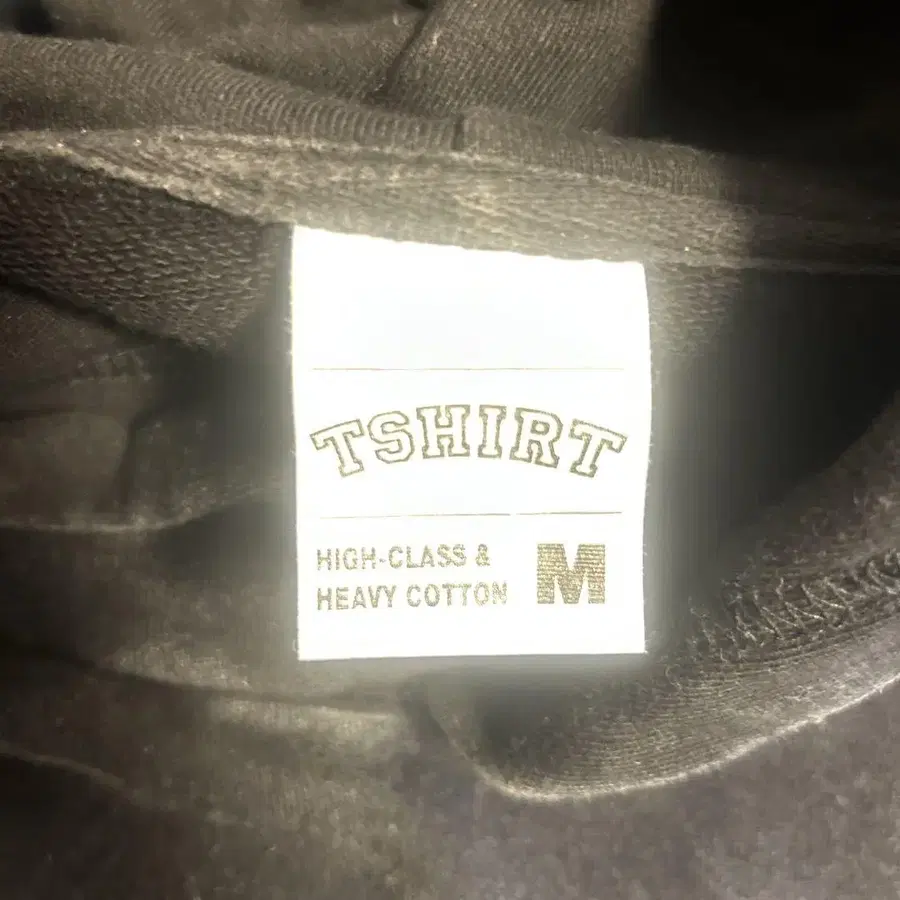 TSHIRT
HIGH-CLASS &
HEAVY COTTON
M